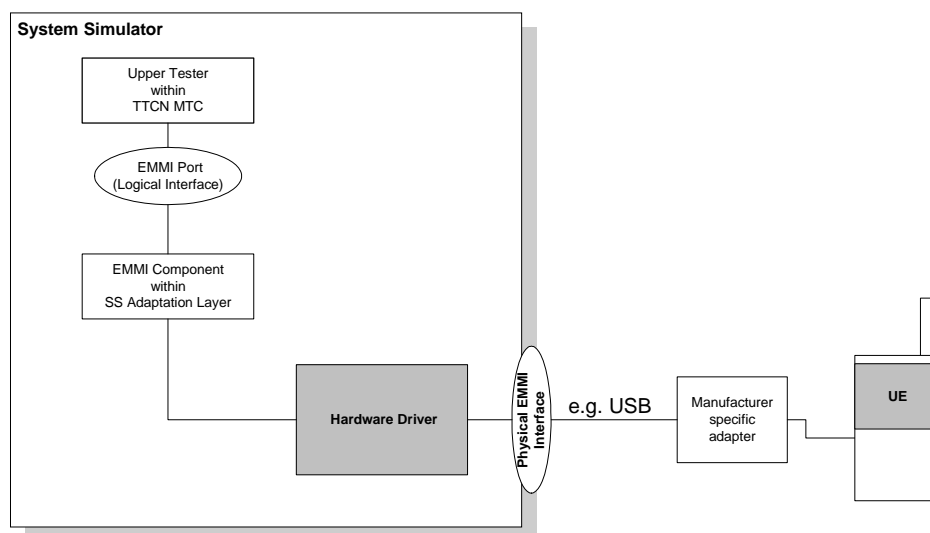 System Simulator
Upper Tester
within
TTCN MTC
EMMI Port
(Logical Interface)
EMMI Component
within
SS Adaptation Layer
Hardware Driver
Physical EMMI
Interface
e.g. USB
Manufacturer
specific
adapter
UE